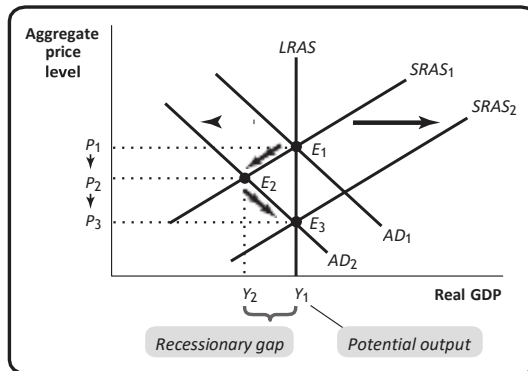 Aggregate
price
level
LRAS
SRAS1
SRAS2
P1
E1
P2
E2
P3
E3
AD1
AD2
Y2 Y1 Real GDP
Recessionary gap Potential output